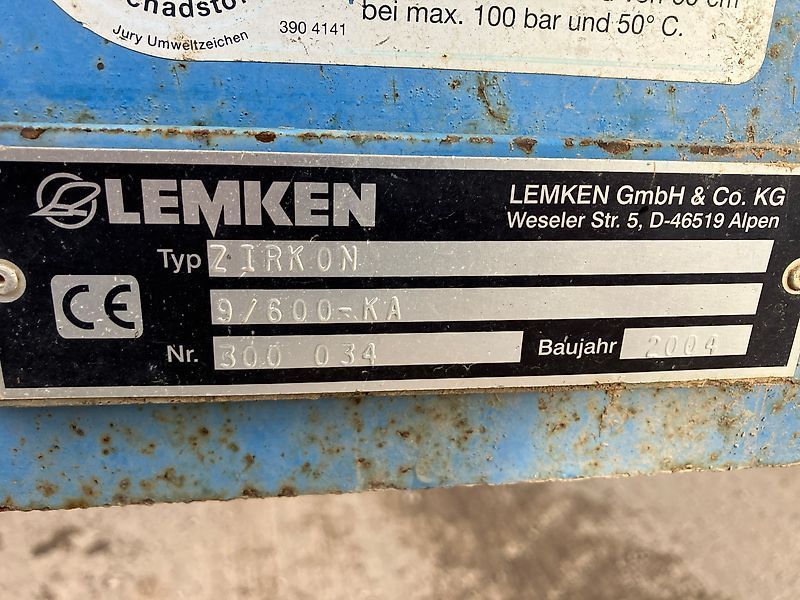 Jury Umweltzeichen
390 4141
bei max. 100 bar und 50° C.
LEMKEN
LEMKEN GmbH & Co. KG
Weseler Str. 5, D-46519 Alpen
Typ ZIRKON
CE
9/600-KA
Nr. 300 034
Baujahr 2004